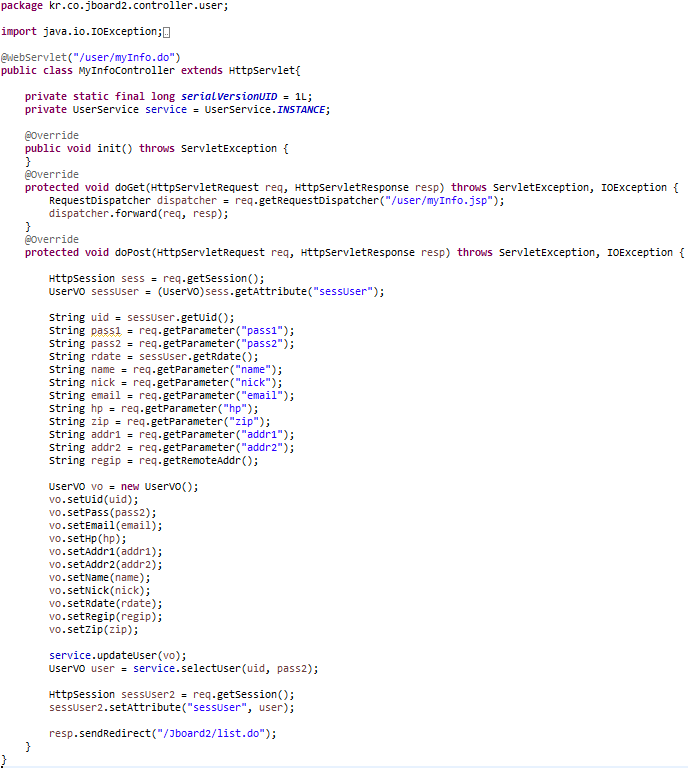 package kr.co.jboard2.controller.user;
import java.io.IOException;
@WebServlet("/user/myInfo.do")
public class MyInfoController extends HttpServlet{
private static final long serialVersionUID = 1L;
private UserService service = UserService.INSTANCE;
@Override
public void init() throws ServletException {
}
@Override
protected void doGet(HttpServletRequest req, HttpServletResponse resp) throws ServletException, IOException {
RequestDispatcher dispatcher = req.getRequestDispatcher("/user/myInfo.jsp");
dispatcher.forward(req, resp);
}
@Override
protected void doPost(HttpServletRequest req, HttpServletResponse resp) throws ServletException, IOException {
HttpSession sess = req.getSession();
UserVO sessUser = (UserVO)sess.getAttribute("sessUser");
String uid = sessUser.getUid();
String pass1 = req.getParameter("pass1");
String pass2 = req.getParameter("pass2");
String rdate = sessUser.getRdate();
String name = req.getParameter("name");
String nick = req.getParameter("nick");
String email = req.getParameter("email");
String hp = req.getParameter("hp");
String zip = req.getParameter("zip");
String addr1 = req.getParameter("addr1");
String addr2 = req.getParameter("addr2");
String regip = req.getRemoteAddr();
UserVO vo = new UserVO();
vo.setUid(uid);
vo.setPass(pass2);
vo.setEmail(email);
vo.setHp(hp);
vo.setAddr1(addr1);
vo.setAddr2(addr2);
vo.setName(name);
vo.setNick(nick);
vo.setRdate(rdate);
vo.setRegip(regip);
vo.setZip(zip);
service.updateUser(vo);
UserVO user = service.selectUser(uid, pass2);
HttpSession sessUser2 = req.getSession();
sessUser2.setAttribute("sessUser", user);
resp.sendRedirect("/Jboard2/list.do");
}
}